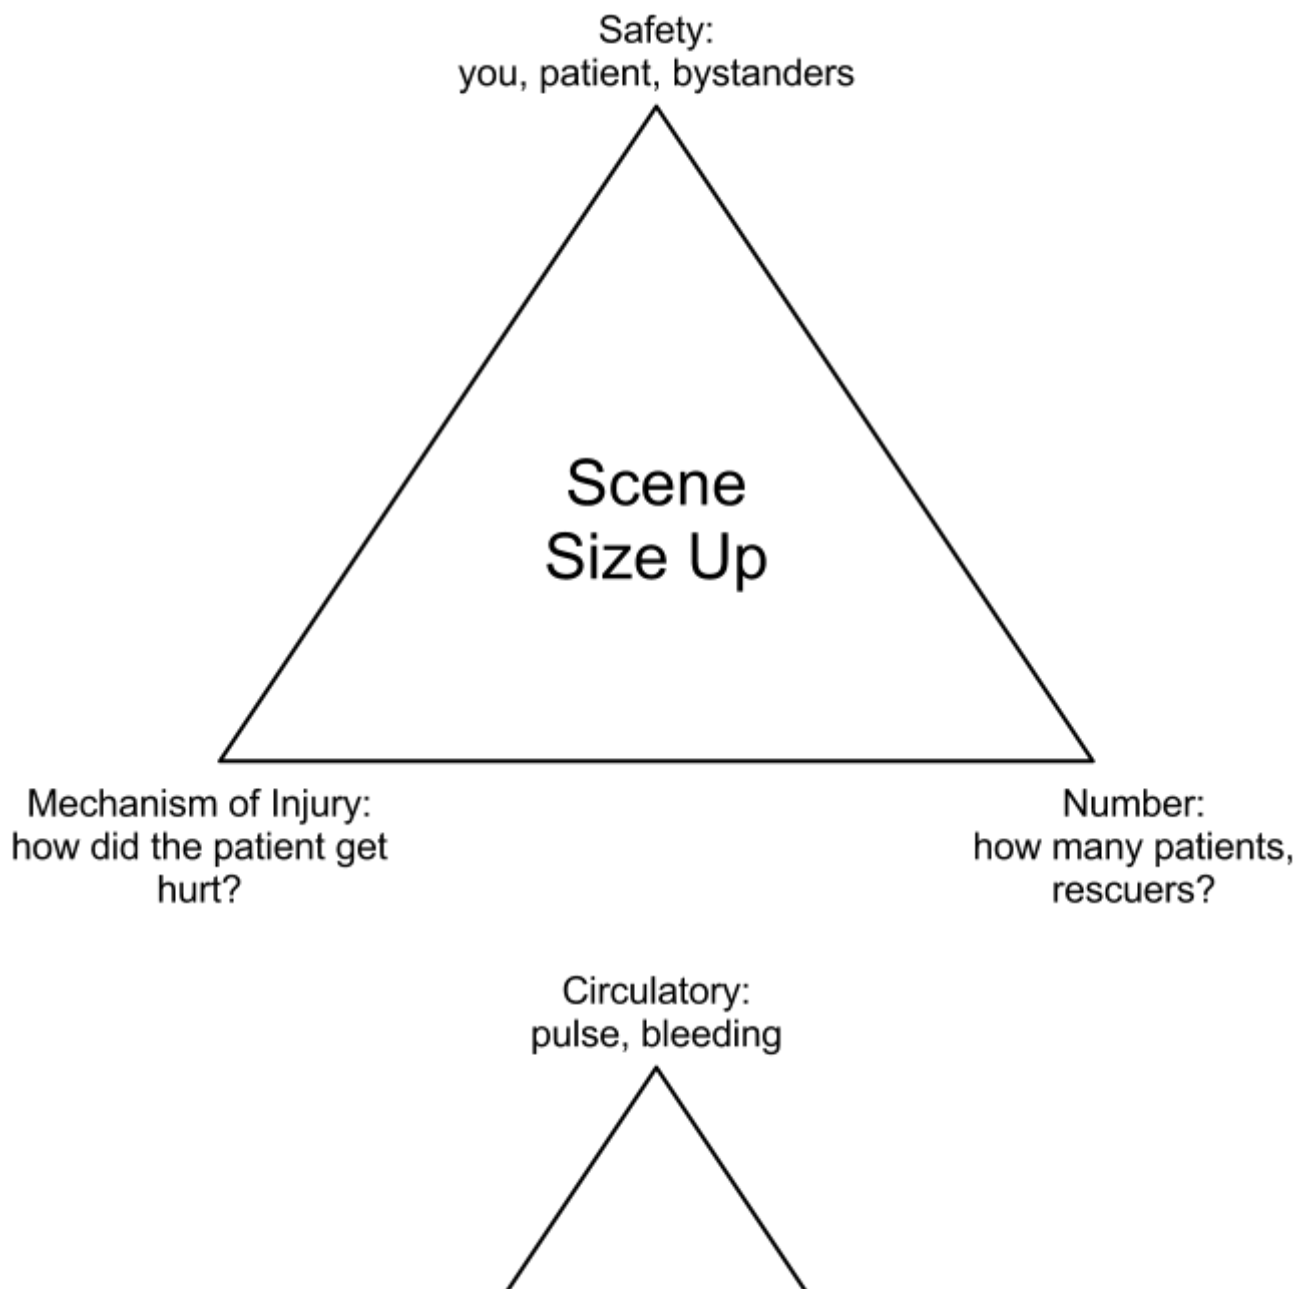 Safety:
you, patient, bystanders
Scene
Size Up
Mechanism of Injury:
how did the patient get
hurt?
Number:
how many patients,
rescuers?
Circulatory:
pulse, bleeding